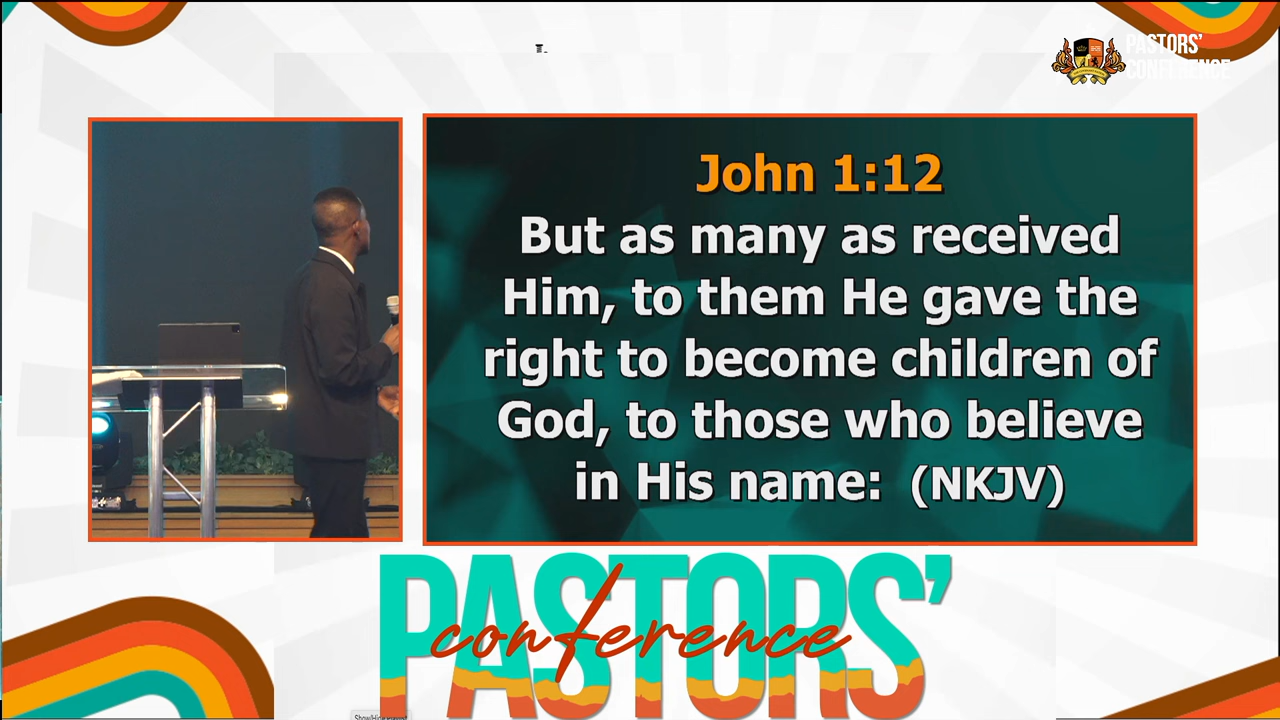 PASTORS'
CONFERENCE
John 1:12
But as many as received
Him, to them He gave the
right to become children of
God, to those who believe
in His name:  (NKJV)
PASTORS'
conference